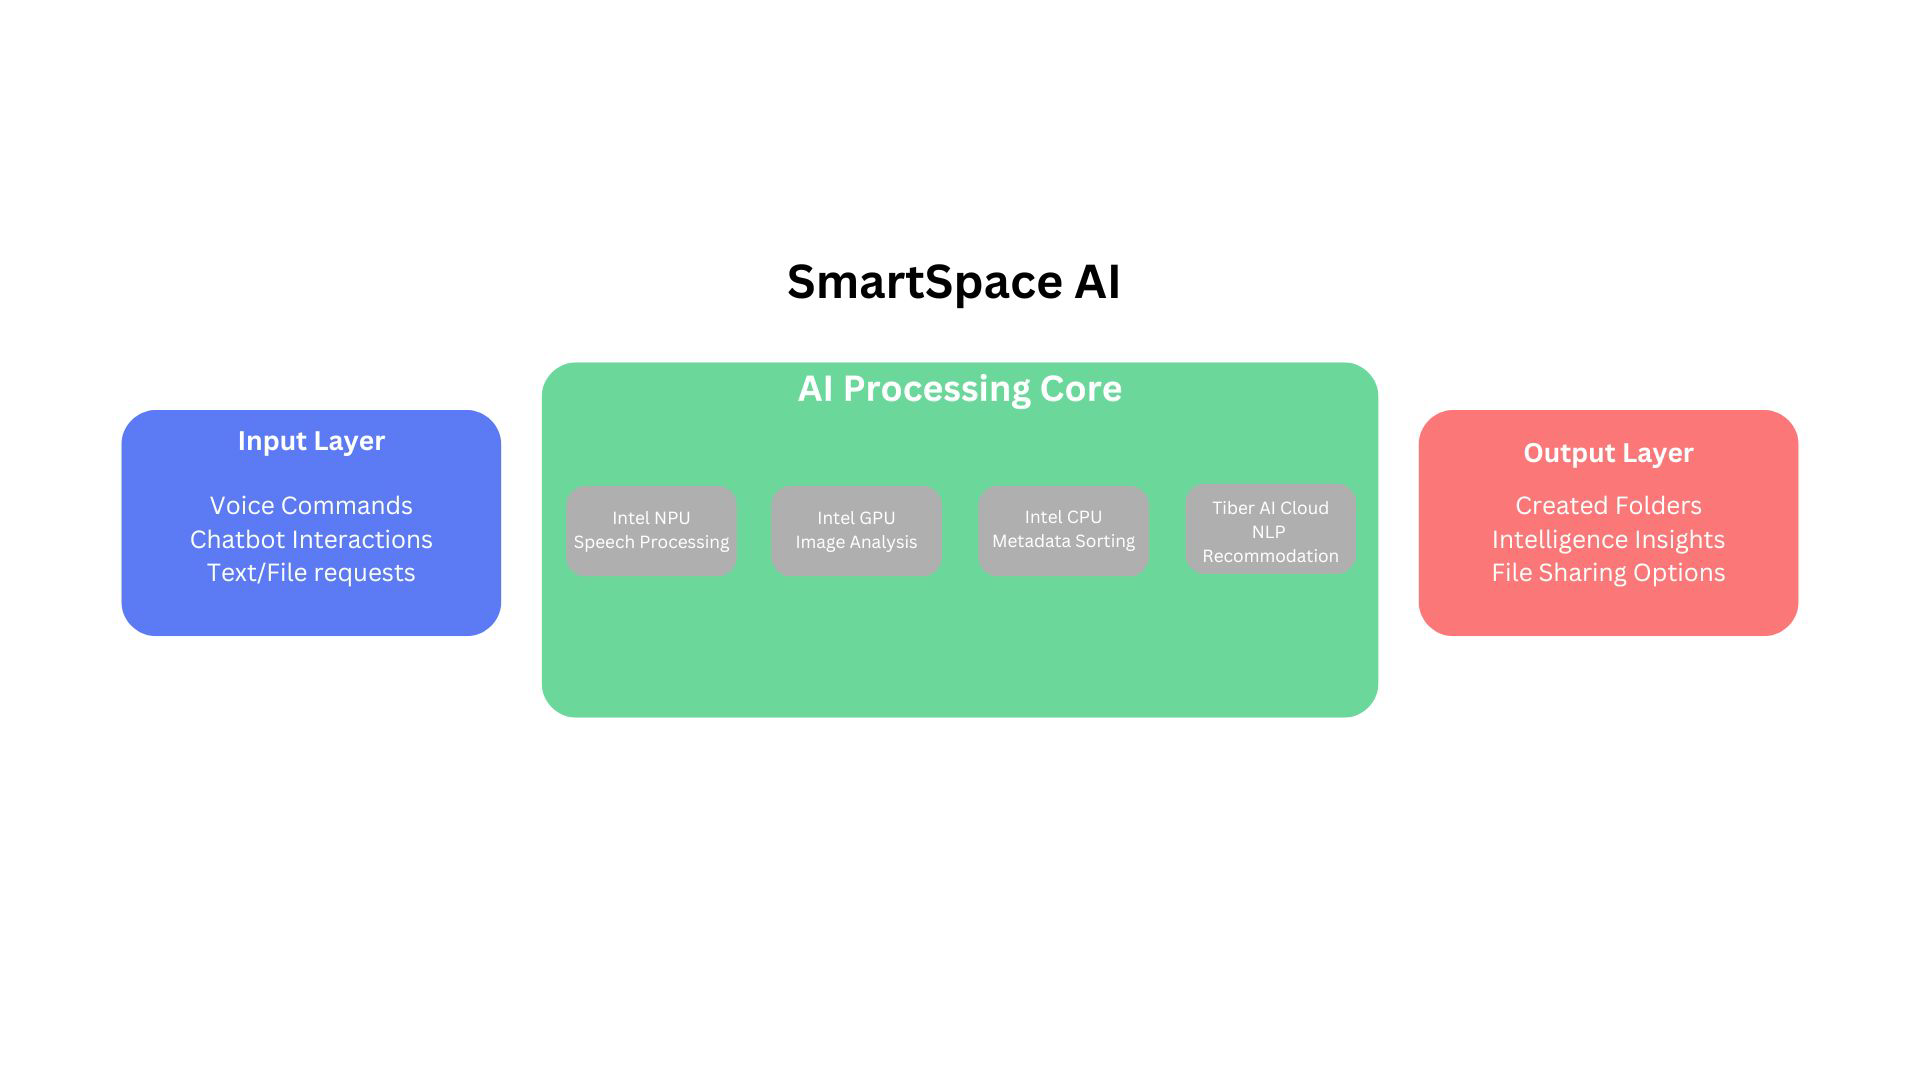 SmartSpace AI
Input Layer
Voice Commands
Chatbot Interactions
Text/File requests
AI Processing Core
Intel NPU
Speech Processing
Intel GPU
Image Analysis
Intel CPU
Metadata Sorting
Tiber AI Cloud
NLP
Recommodation
Output Layer
Created Folders
Intelligence Insights
File Sharing Options